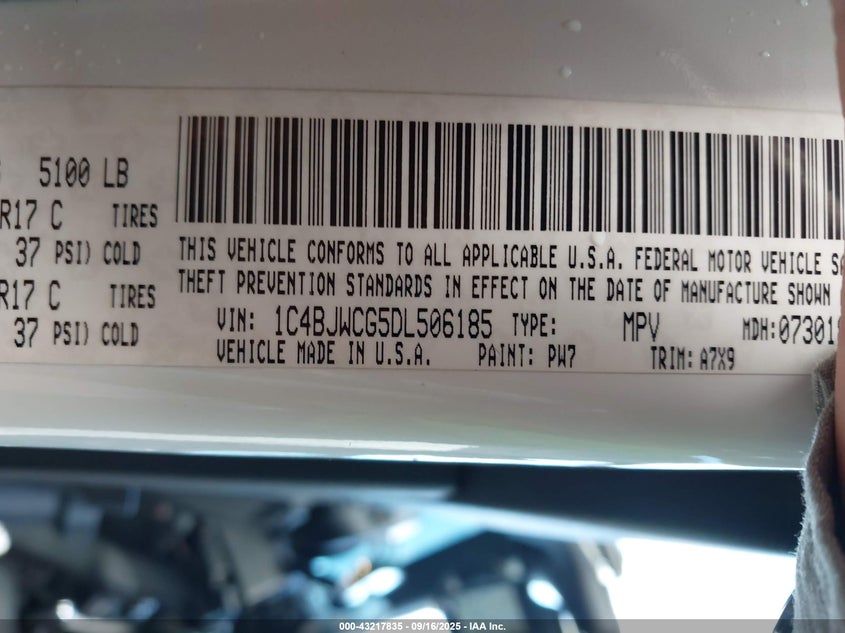 5100 LB
R17 C TIRES
37 PSI) COLD
R17 C TIRES
37 PSI) COLD
THIS VEHICLE CONFORMS TO ALL APPLICABLE U.S.A. FEDERAL MOTOR VEHICLE SA
THEFT PREVENTION STANDARDS IN EFFECT ON THE DATE OF MANUFACTURE SHOWN
VIN: 1C4BJWCG5DL506185 TYPE: MPV MDH: 07301
VEHICLE MADE IN U.S.A. PAINT: PW7 TRIM: A7X9
000-43217835 - 09/16/2025 - IAA Inc.